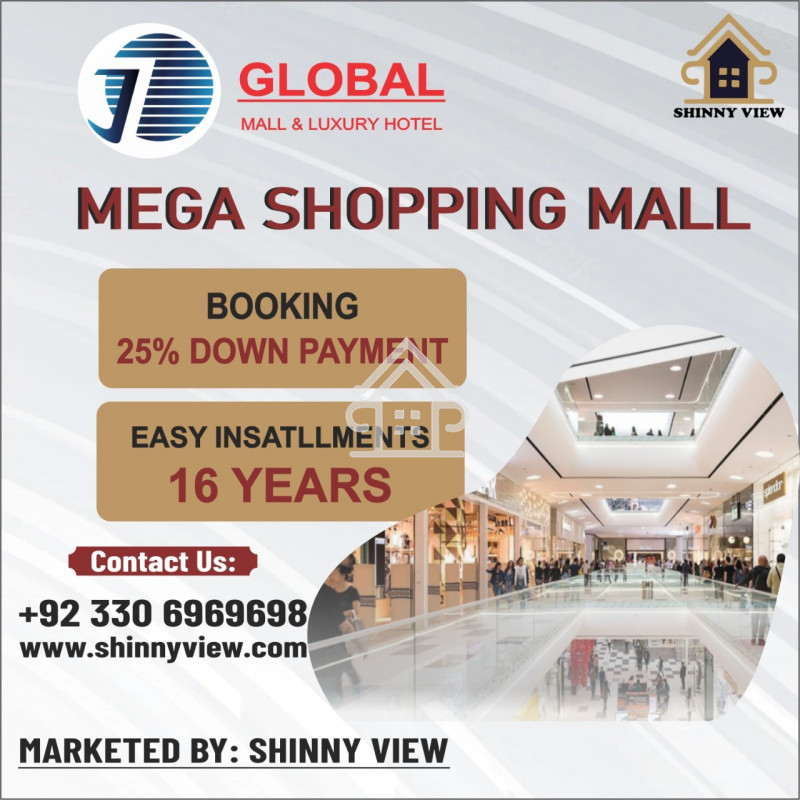 GLOBAL
MALL & LUXURY HOTEL
SHINNY VIEW
MEGA SHOPPING MALL
BOOKING
25% DOWN PAYMENT
EASY INSATLLMENTS
16 YEARS
Contact Us:
+92 330 6969698
www.shinnyview.com
MARKETED BY: SHINNY VIEW